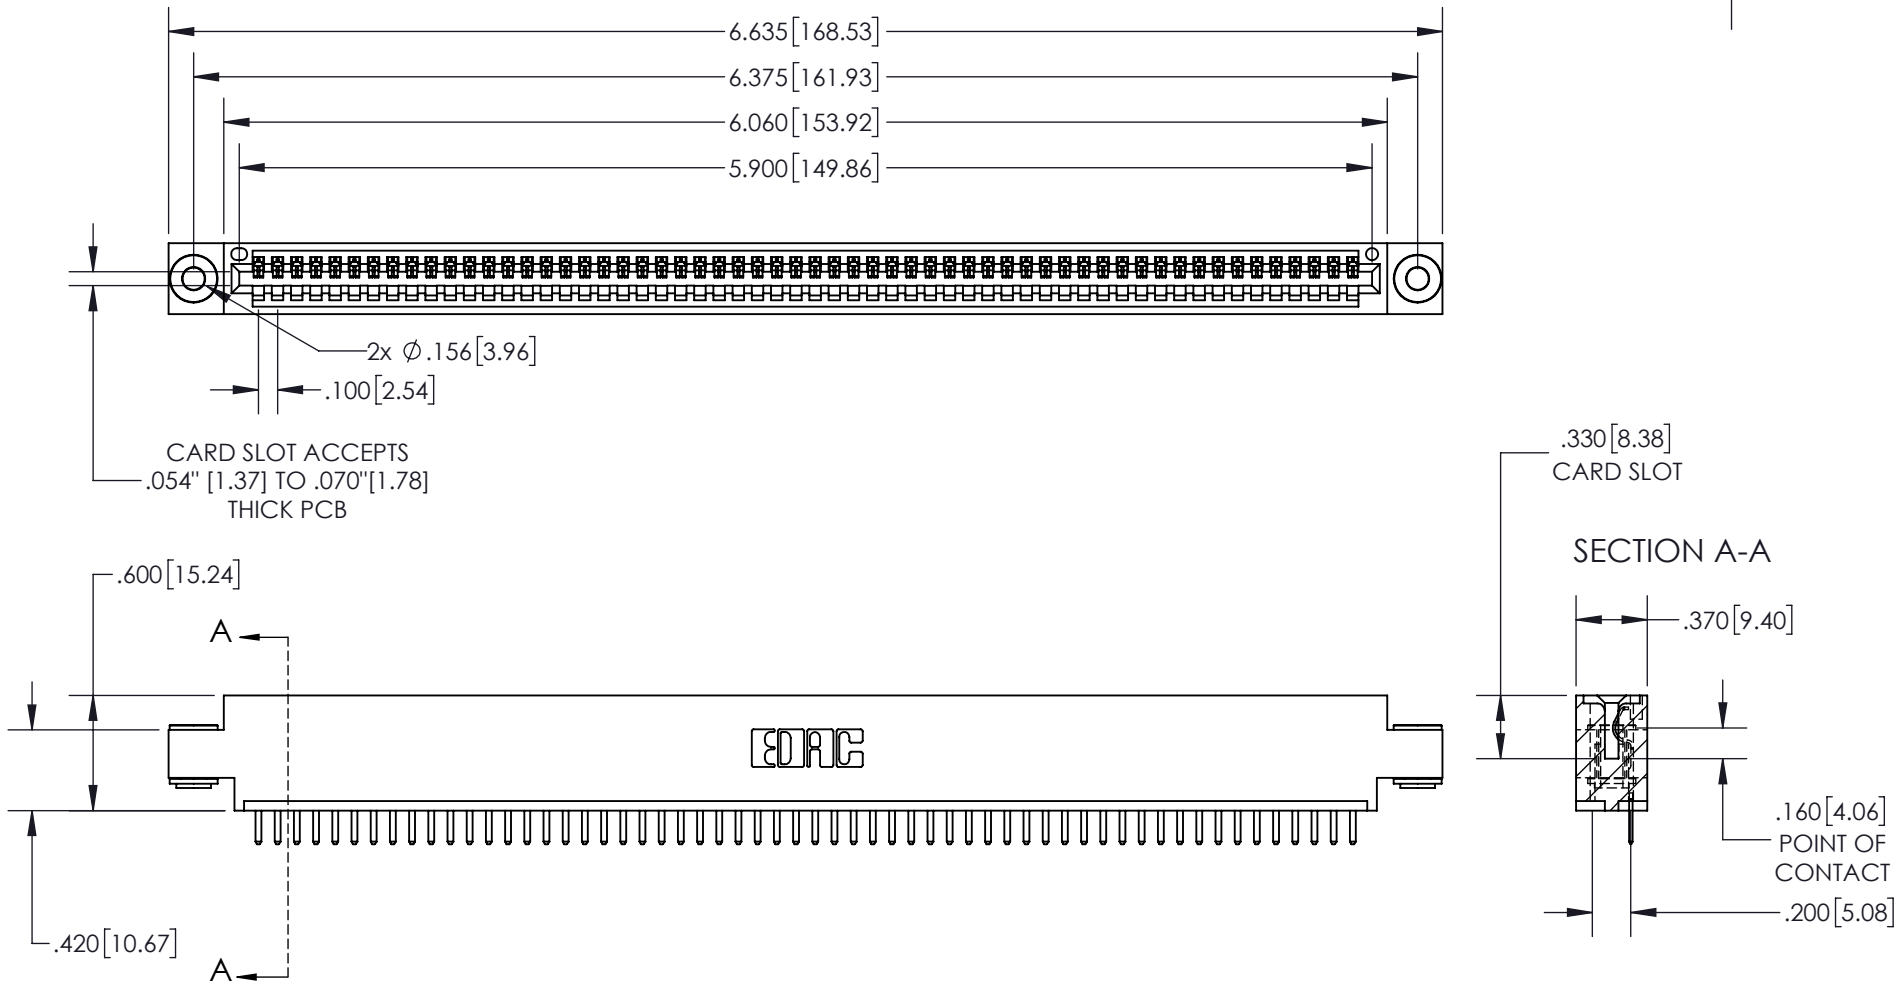 6.635[168.53]
6.375[161.93]
6.060[153.92]
5.900[149.86]
2x Ø.156[3.96]
.100[2.54]
CARD SLOT ACCEPTS
.054" [1.37] TO .070"[1.78]
THICK PCB
.330[8.38]
CARD SLOT
SECTION A-A
.600[15.24]
A
.370[9.40]
EDAC
.160[4.06]
POINT OF
CONTACT
.200[5.08]
.420[10.67]
A